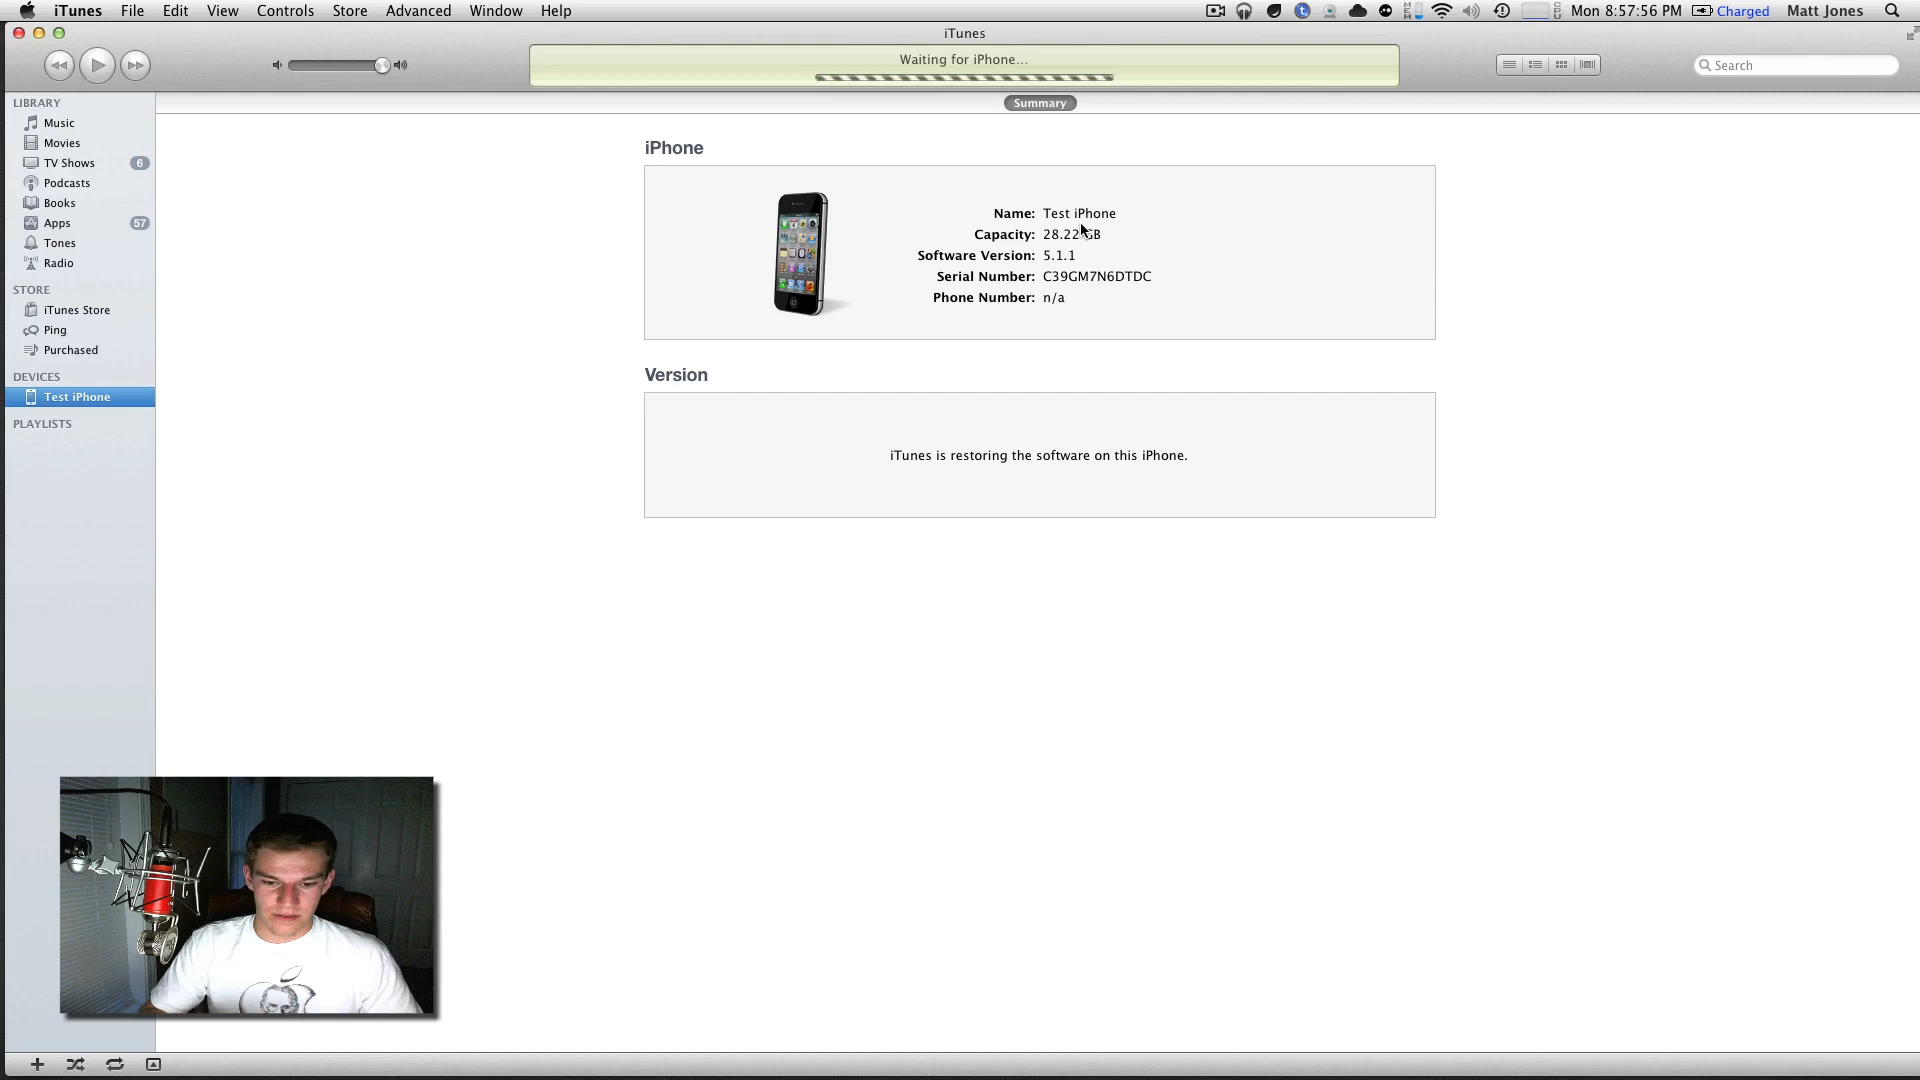 iTunes File Edit View Controls Store Advanced Window Help
Mon 8:57:56 PM Charged Matt Jones
iTunes
Waiting for iPhone...
Search
LIBRARY
Music
Movies
TV Shows 6
Podcasts
Books
Apps 57
Tones
Radio
STORE
iTunes Store
Ping
Purchased
DEVICES
Test iPhone
PLAYLISTS
Summary
iPhone
Name: Test iPhone
Capacity: 28.22 GB
Software Version: 5.1.1
Serial Number: C39GM7N6DTDC
Phone Number: n/a
Version
iTunes is restoring the software on this iPhone.